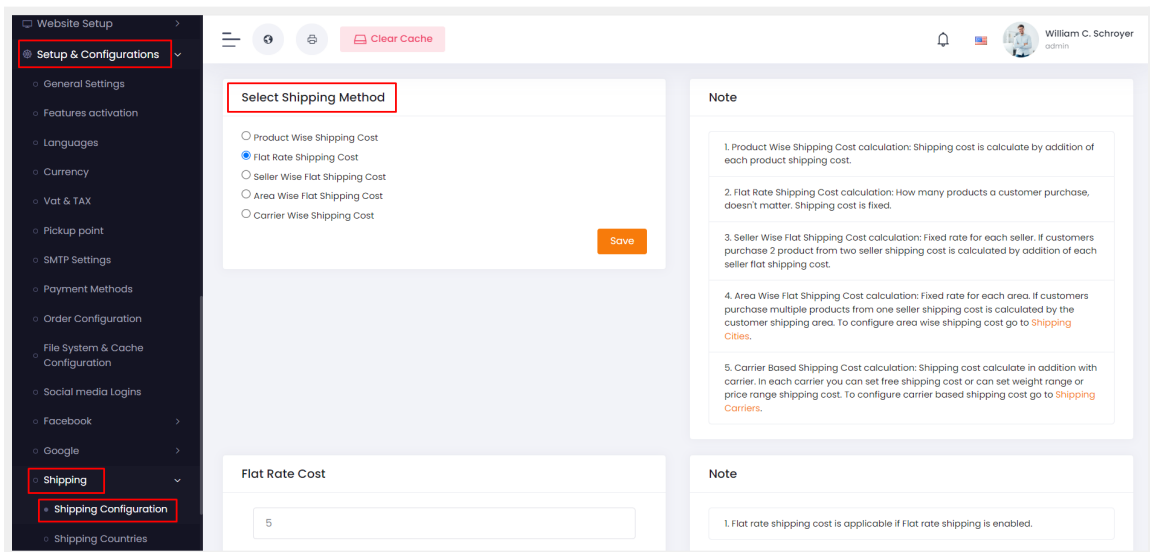 Website Setup
Setup & Configurations
General Settings
Features activation
Languages
Currency
Vat & TAX
Pickup point
SMTP Settings
Payment Methods
Order Configuration
File System & Cache
Configuration
Social media Logins
Facebook
Google
Shipping
Shipping Configuration
Shipping Countries
Clear Cache
William C. Schroyer
admin
Select Shipping Method
Product Wise Shipping Cost
Flat Rate Shipping Cost
Seller Wise Flat Shipping Cost
Area Wise Flat Shipping Cost
Carrier Wise Shipping Cost
Save
Note
1. Product Wise Shipping Cost calculation: Shipping cost is calculate by addition of
each product shipping cost.
2. Flat Rate Shipping Cost calculation: How many products a customer purchase,
doesn't matter. Shipping cost is fixed.
3. Seller Wise Flat Shipping Cost calculation: Fixed rate for each seller. If customers
purchase 2 product from two seller shipping cost is calculated by addition of each
seller flat shipping cost.
4. Area Wise Flat Shipping Cost calculation: Fixed rate for each area. If customers
purchase multiple products from one seller shipping cost is calculated by the
customer shipping area. To configure area wise shipping cost go to Shipping
Cities.
5. Carrier Based Shipping Cost calculation: Shipping cost calculate in addition with
carrier. In each carrier you can set free shipping cost or can set weight range or
price range shipping cost. To configure carrier based shipping cost go to Shipping
Carriers.
Flat Rate Cost
5
Note
1. Flat rate shipping cost is applicable if Flat rate shipping is enabled.